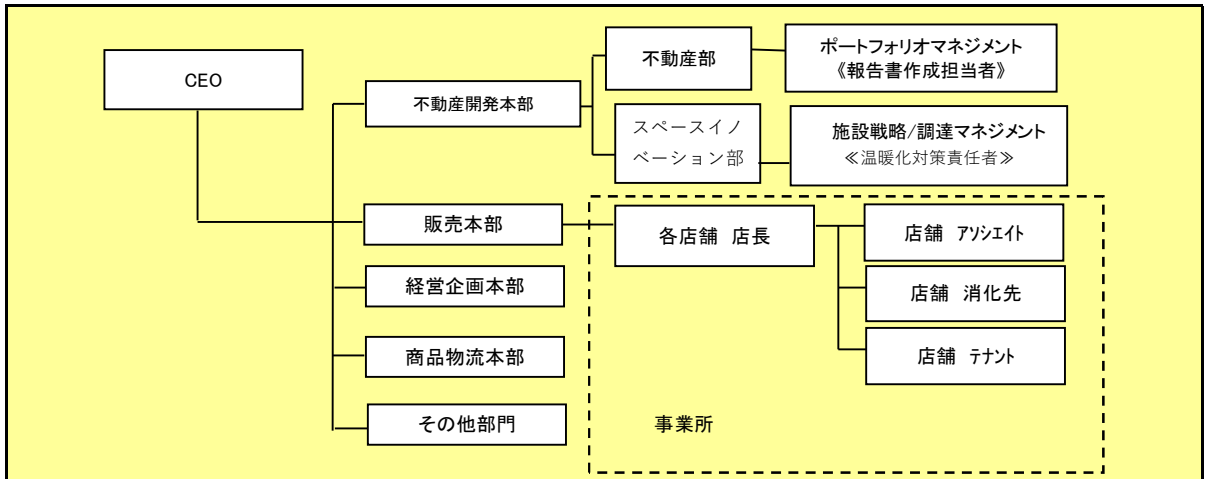 CEO
不動産開発本部
不動産部
ポートフォリオマネジメント
《報告書作成担当者》
スペースイノ
ベーション部
施設戦略/調達マネジメント
≪温暖化対策責任者≫
販売本部
各店舗 店長
店舗 アソシエイト
経営企画本部
店舗 消化先
商品物流本部
店舗 テナント
その他部門
事業所